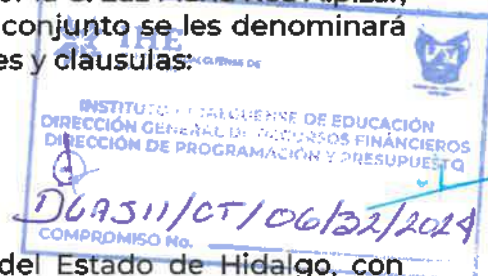 conjunto se les denominará
es y clausulas:
IHE
INSTITUTO HIDALGUENSE DE EDUCACIÓN
DIRECCIÓN GENERAL DE RECURSOS FINANCIEROS
DIRECCIÓN DE PROGRAMACIÓN Y PRESUPUESTO
DGASII/CT/06/32/2024
COMPROMISO No.
del Estado de Hidalgo, con